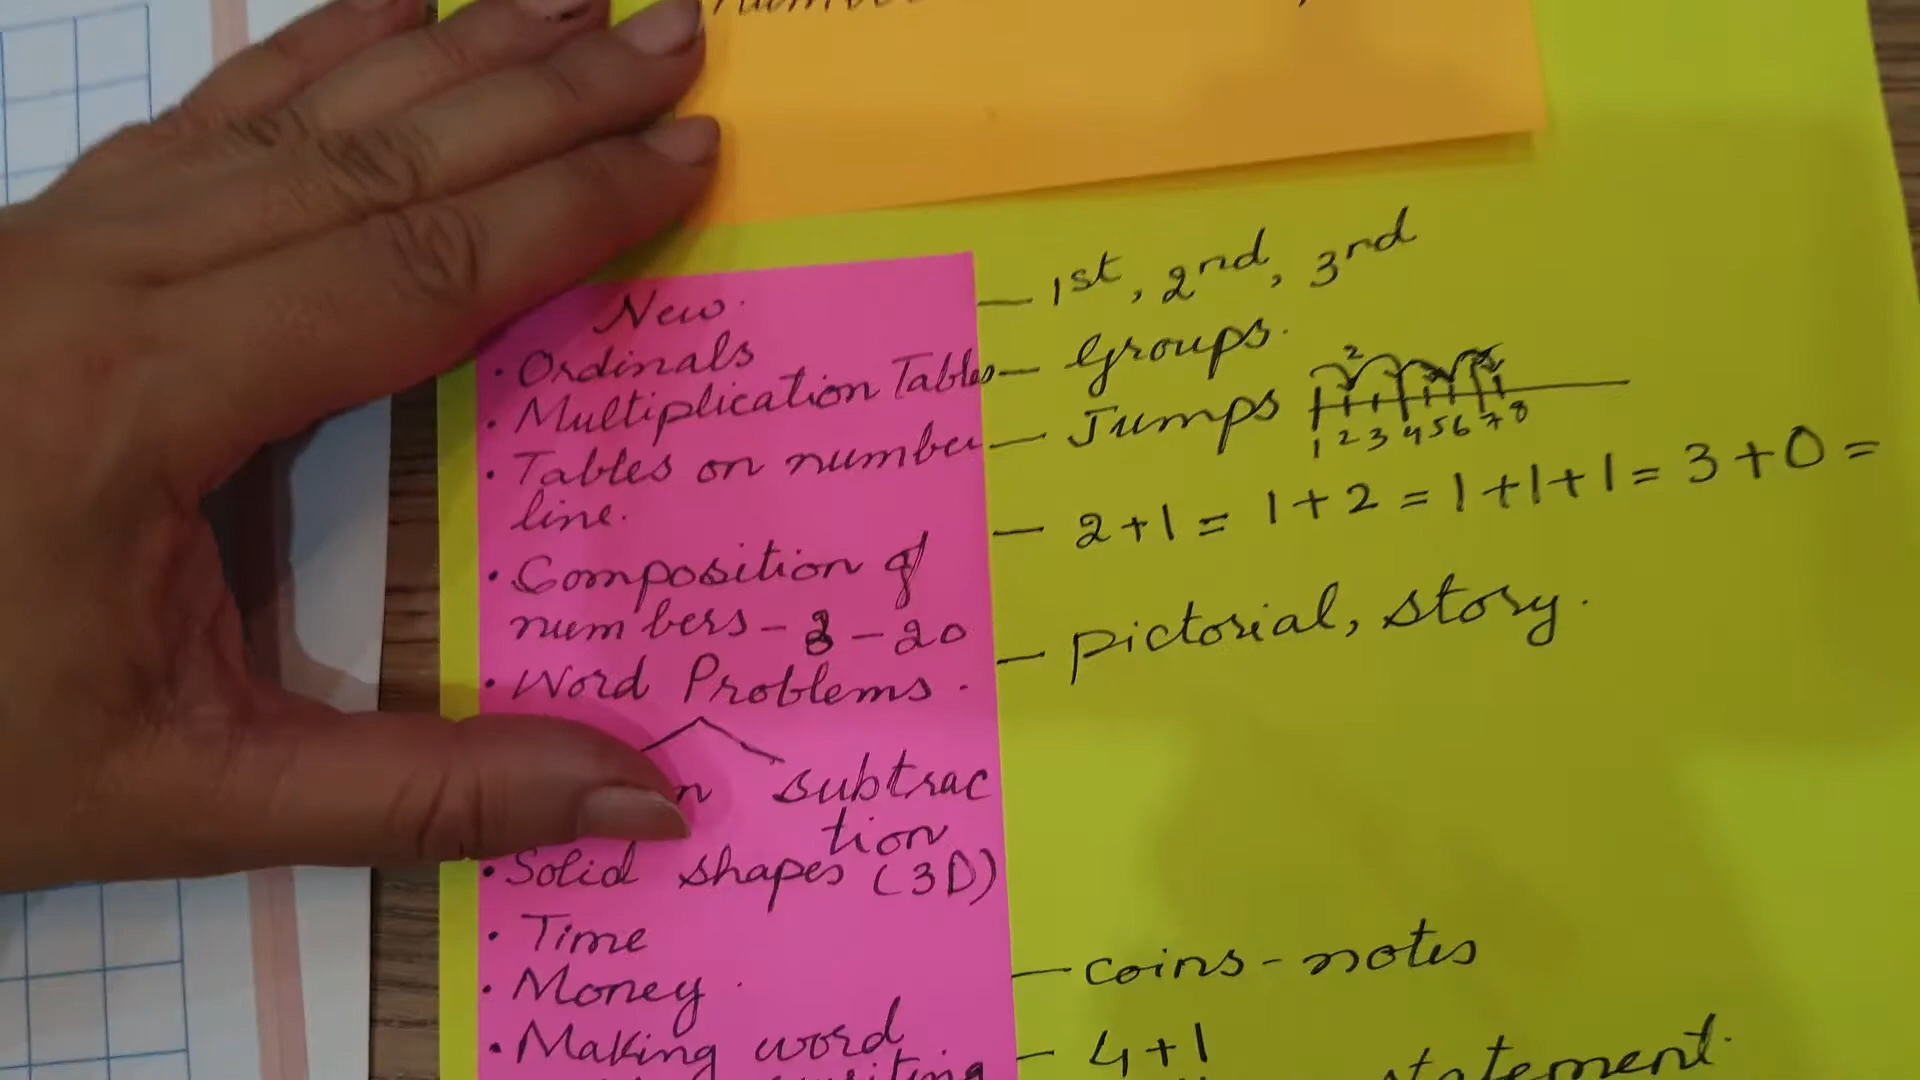 New.
• Ordinals
• Multiplication Tables
• Tables on number
line.
• Composition of
numbers - 3 - 20
• Word Problems.
subtrac
tion
• Solid shapes (3D)
• Time
• Money.
• Making word
— 1st, 2nd, 3rd
— Groups.
— Jumps
2
1 2 3 4 5 6 7 8
— 2+1 = 1+2 = 1+1+1 = 3+0 =
— Pictorial, story.
— coins - notes
— 4+1
statement.